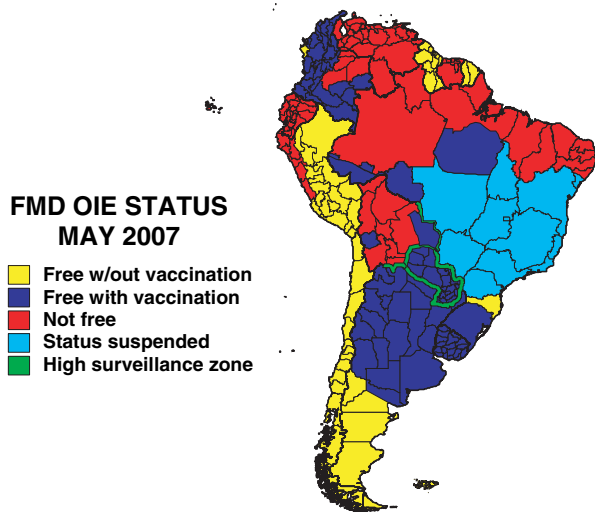 FMD OIE STATUS
MAY 2007
Free w/out vaccination
Free with vaccination
Not free
Status suspended
High surveillance zone